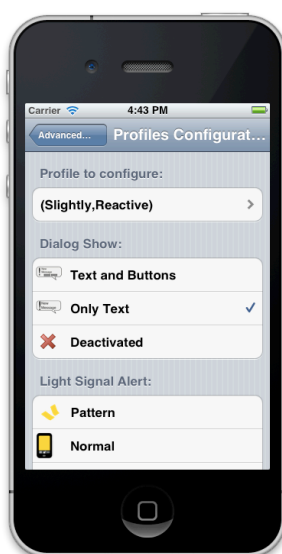 Carrier 4:43 PM
Advanced... Profiles Configurat...
Profile to configure:
(Slightly,Reactive)
Dialog Show:
Text and Buttons
Only Text
Deactivated
Light Signal Alert:
Pattern
Normal